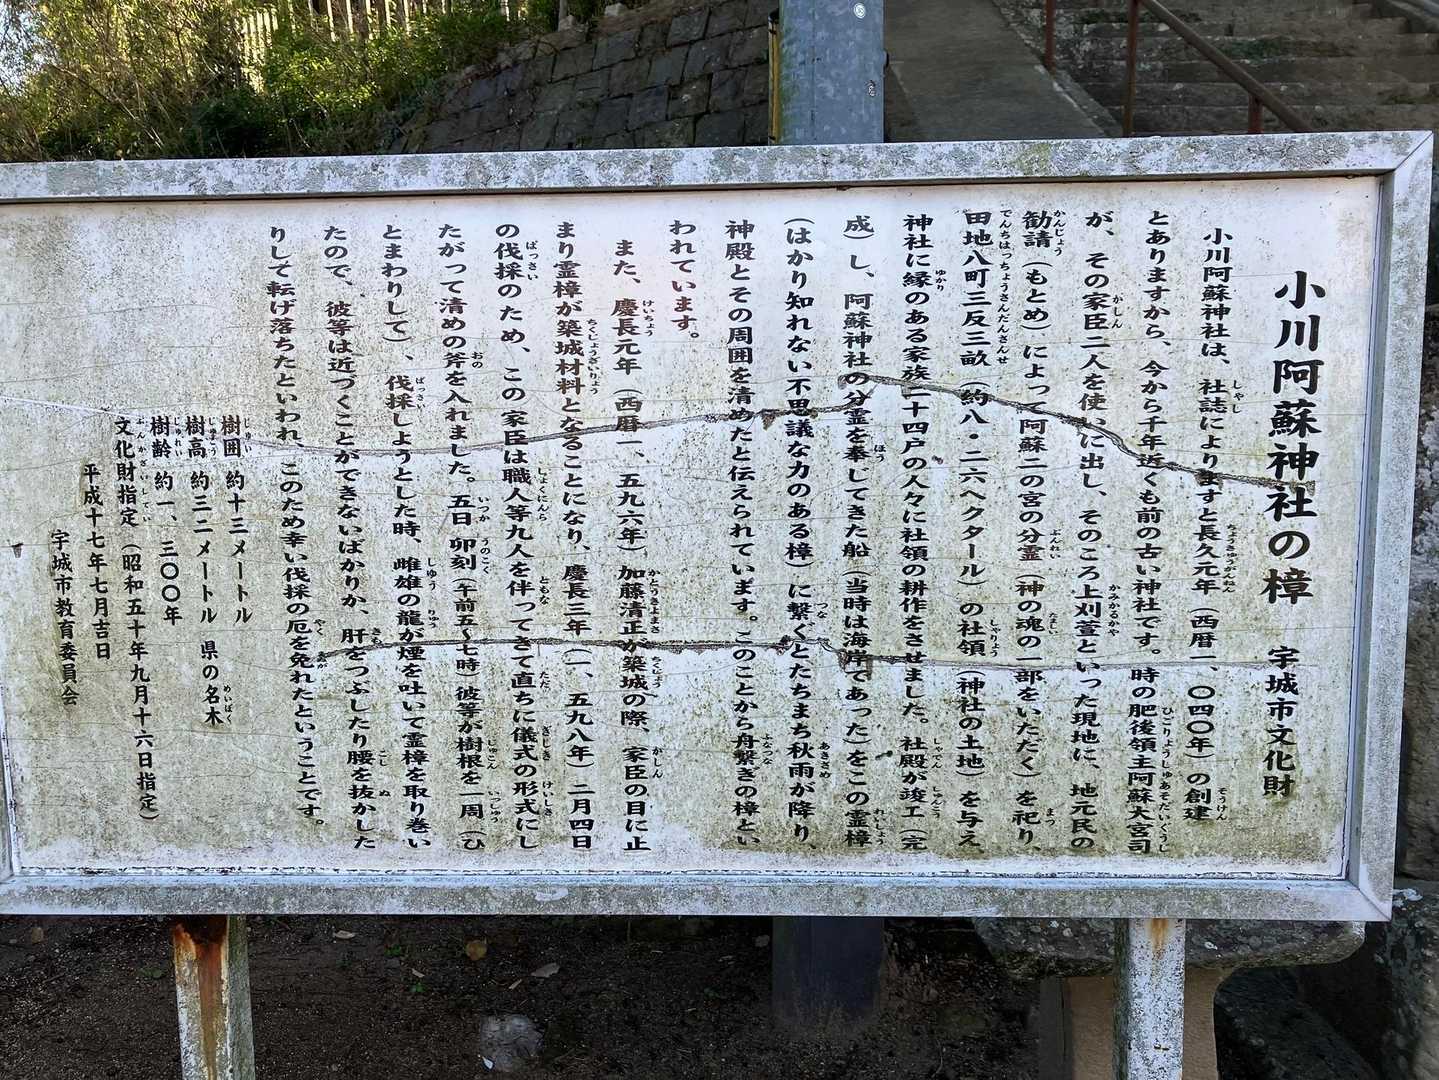 小川阿蘇神社の樟　宇城市文化財
小川阿蘇神社は、社誌によりますと長久元年（西暦一、〇四〇年）の創建
とありますから、今から千年近くも前の古い神社です。時の肥後領主阿蘇大宮司
が、その家臣二人を使いに出し、そのころ上刈萱といった現地に、地元民の
勧請（もとめ）によって阿蘇二の宮の分霊（神の魂の一部をいただく）を祀り、
田地八町三反三畝（約八・二六ヘクタール）の社領（神社の土地）を与え、
神社に縁のある家族二十四戸の人々に社領の耕作をさせました。社殿が竣工（完
成）し、阿蘇神社の分霊を奉じてきた船（当時は海岸であった）をこの霊樟
（はかり知れない不思議な力のある樟）に繋ぐとたちまち秋雨が降り、
神殿とその周囲を清めたと伝えられています。このことから舟繋ぎの樟とい
われています。
また、慶長元年（西暦一、五九六年）加藤清正が築城の際、家臣の目に止
まり霊樟が築城材料となることになり、慶長三年（一、五九八年）二月四日
の伐採のため、この家臣は職人等九人を伴ってきて直ちに儀式の形式にし
たがって清めの斧を入れました。五日卯刻（午前五〜七時）彼等が樹根を一周（ひ
とまわりして）、伐採しようとした時、雌雄の龍が煙を吐いて霊樟を取り巻い
たので、彼等は近づくことができないばかりか、肝をつぶしたり腰を抜かした
りして転げ落ちたといわれ、このため幸い伐採の厄を免れたということです。
樹囲　約十三メートル
樹高　約三二メートル　県の名木
樹齢　約一、三〇〇年
文化財指定（昭和五十年九月十六日指定）
平成十七年七月吉日
宇城市教育委員会